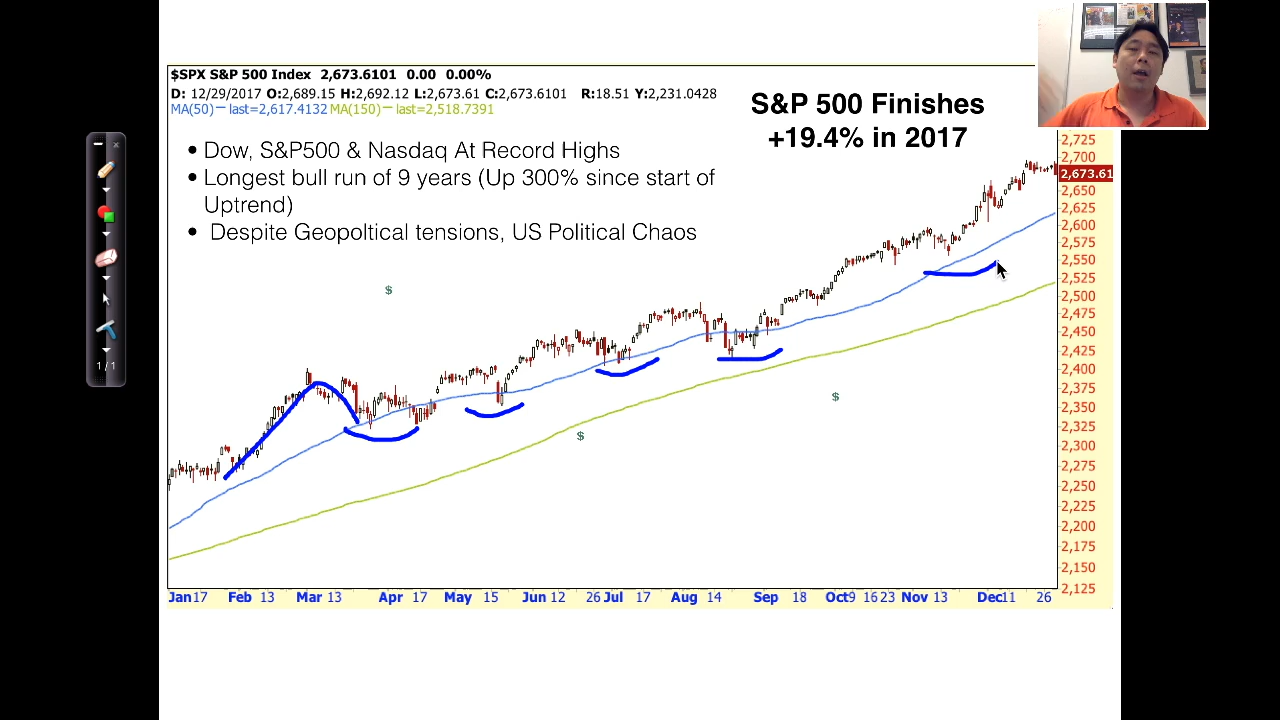 $SPX S&P 500 Index 2,673.6101 0.00 0.00%
D: 12/29/2017 O:2,689.15 H:2,692.12 L:2,673.61 C:2,673.6101 R:18.51 Y:2,231.0428
MA(50)— last=2,617.4132 MA(150)— last=2,518.7391
S&P 500 Finishes
+19.4% in 2017
• Dow, S&P500 & Nasdaq At Record Highs
• Longest bull run of 9 years (Up 300% since start of
Uptrend)
• Despite Geopoltical tensions, US Political Chaos
$
$
$
1/1
2,725
2,700
2,673.61
2,650
2,625
2,600
2,575
2,550
2,525
2,500
2,475
2,450
2,425
2,400
2,375
2,350
2,325
2,300
2,275
2,250
2,225
2,200
2,175
2,150
2,125
Jan17 Feb 13 Mar 13 Apr 17 May 15 Jun 12 26 Jul 17 Aug 14 Sep 18 Oct9 16 23 Nov 13 Dec11 26